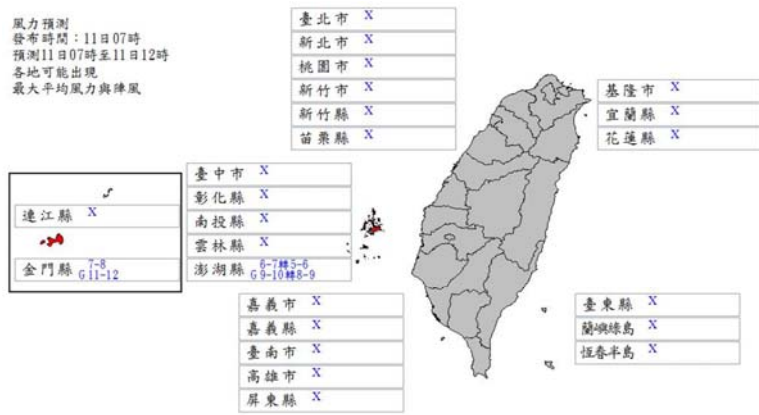 風力預測
發布時間：11日07時
預測11日07時至11日12時
各地可能出現
最大平均風力與陣風
臺北市 X
新北市 X
桃園市 X
新竹市 X
新竹縣 X
苗栗縣 X
基隆市 X
宜蘭縣 X
花蓮縣 X
臺中市 X
彰化縣 X
南投縣 X
雲林縣 X
澎湖縣 6-7轉5-6
G9-10轉8-9
連江縣 X
金門縣 7-8
G11-12
嘉義市 X
嘉義縣 X
臺南市 X
高雄市 X
屏東縣 X
臺東縣 X
蘭嶼綠島 X
恆春半島 X